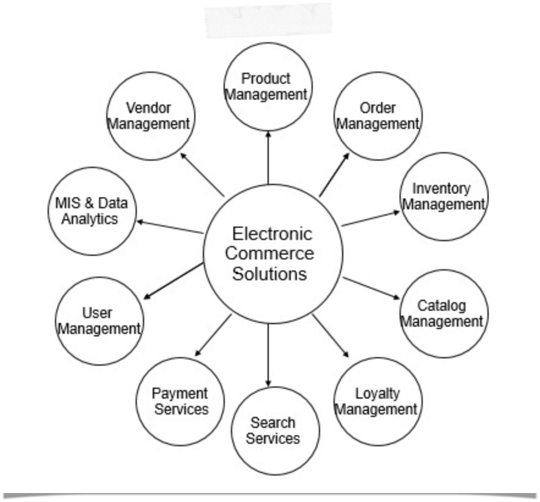 Product
Management
Order
Management
Inventory
Management
Catalog
Management
Loyalty
Management
Search
Services
Payment
Services
User
Management
MIS & Data
Analytics
Vendor
Management
Electronic
Commerce
Solutions